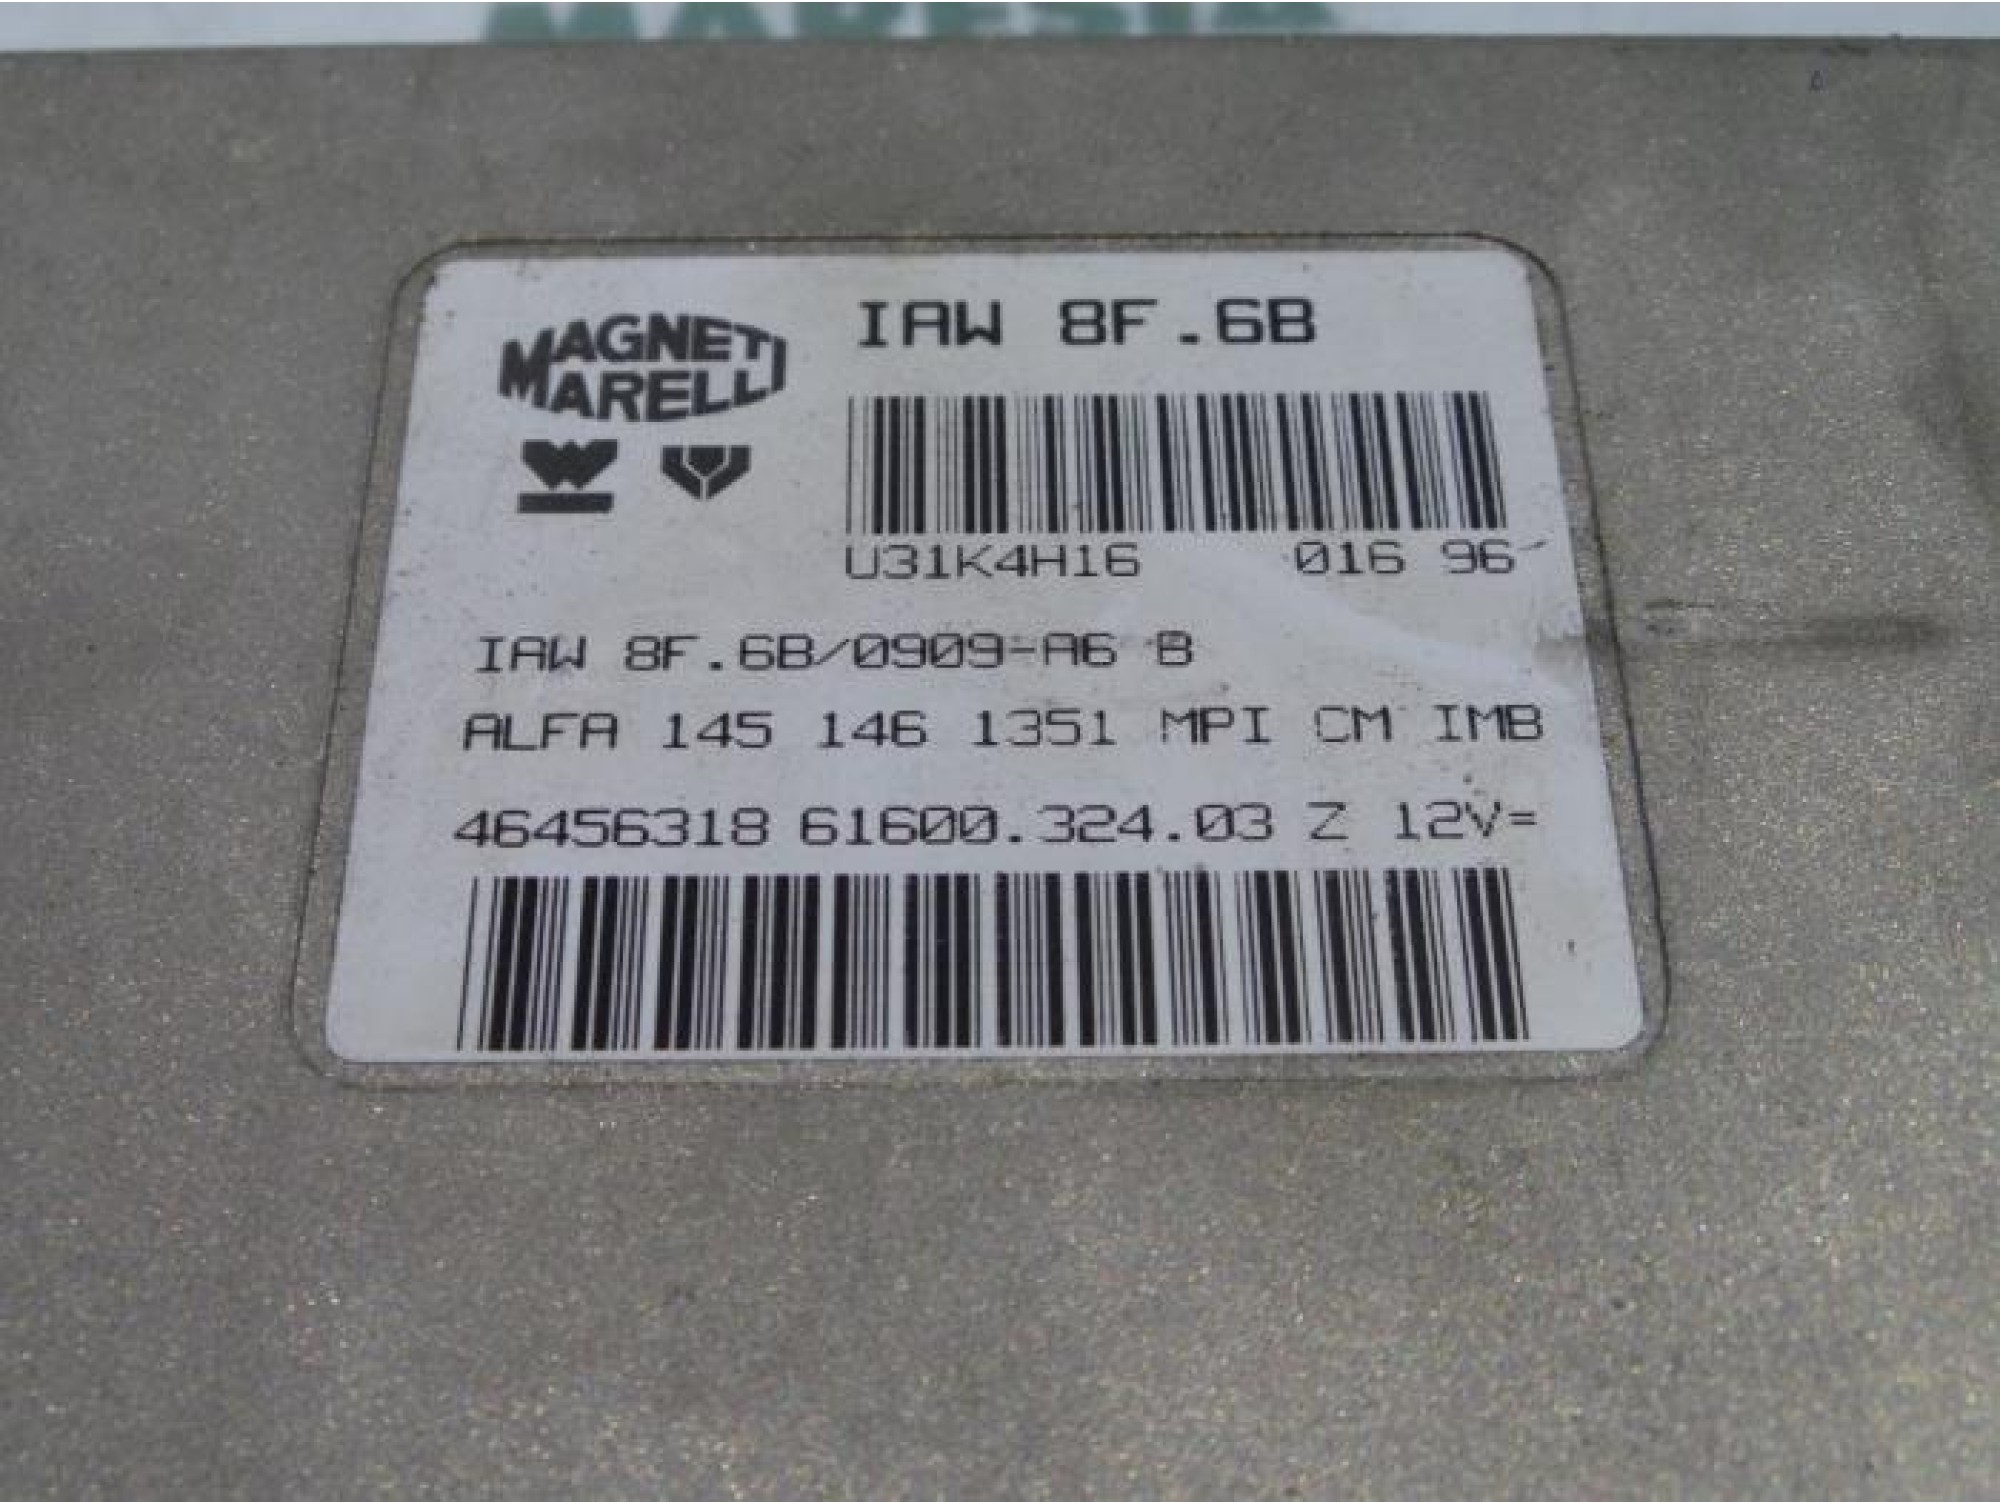 IAW 8F.6B
MAGNETI
MARELLI
U31K4H16 016 96
IAW 8F.6B/0909-A6 B
ALFA 145 146 1351 MPI CM IMB
46456318 61600.324.03 Z 12V=